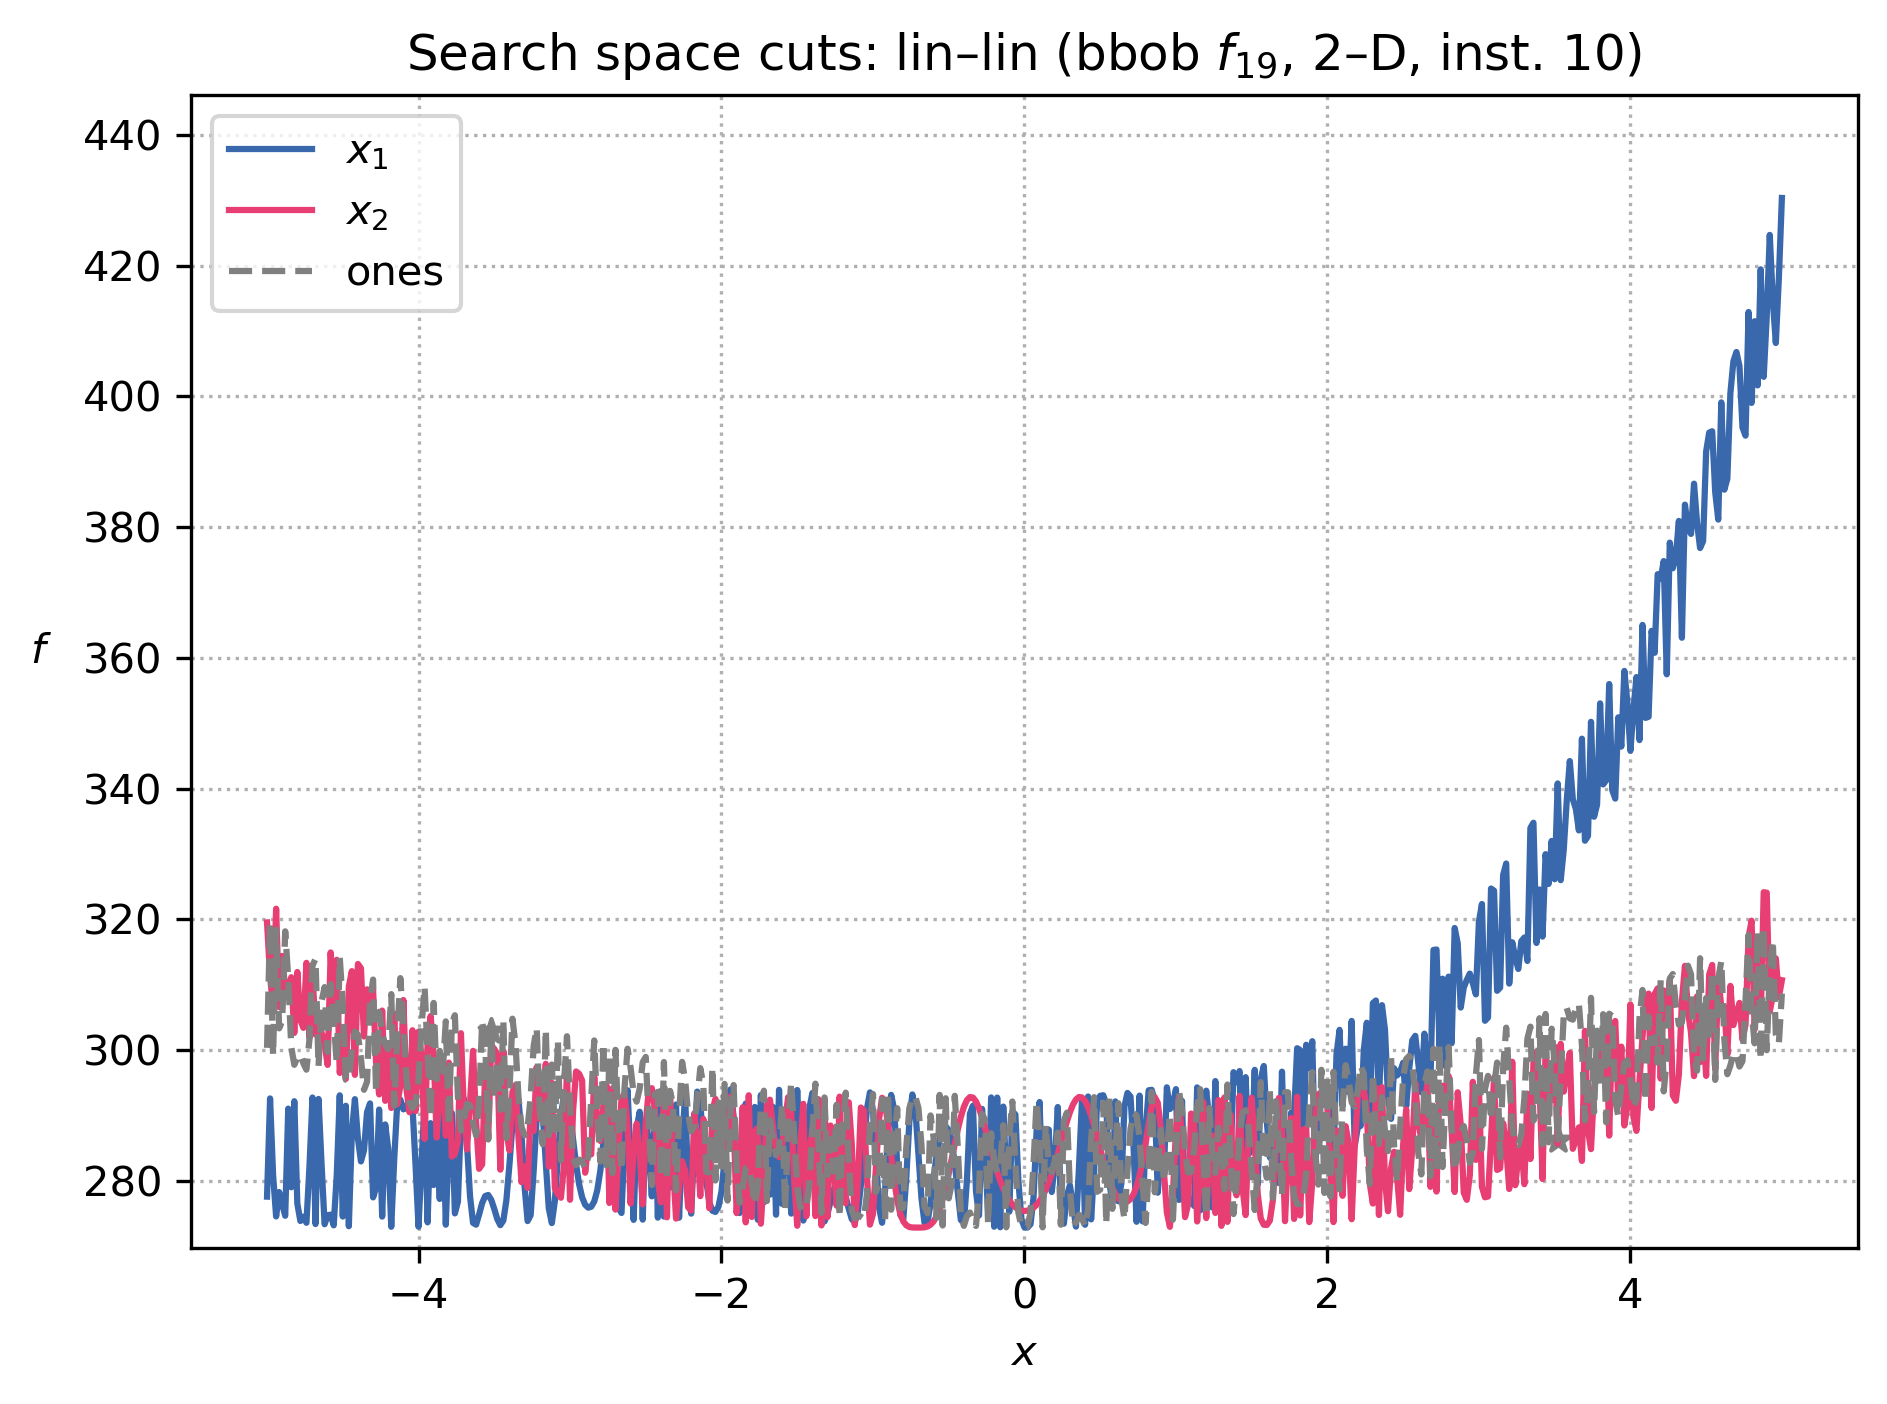 Search space cuts: lin–lin (bbob f19, 2–D, inst. 10)
440
420
400
380
360
340
320
300
280
f
x1
x2
ones
−4 −2 0 2 4
x